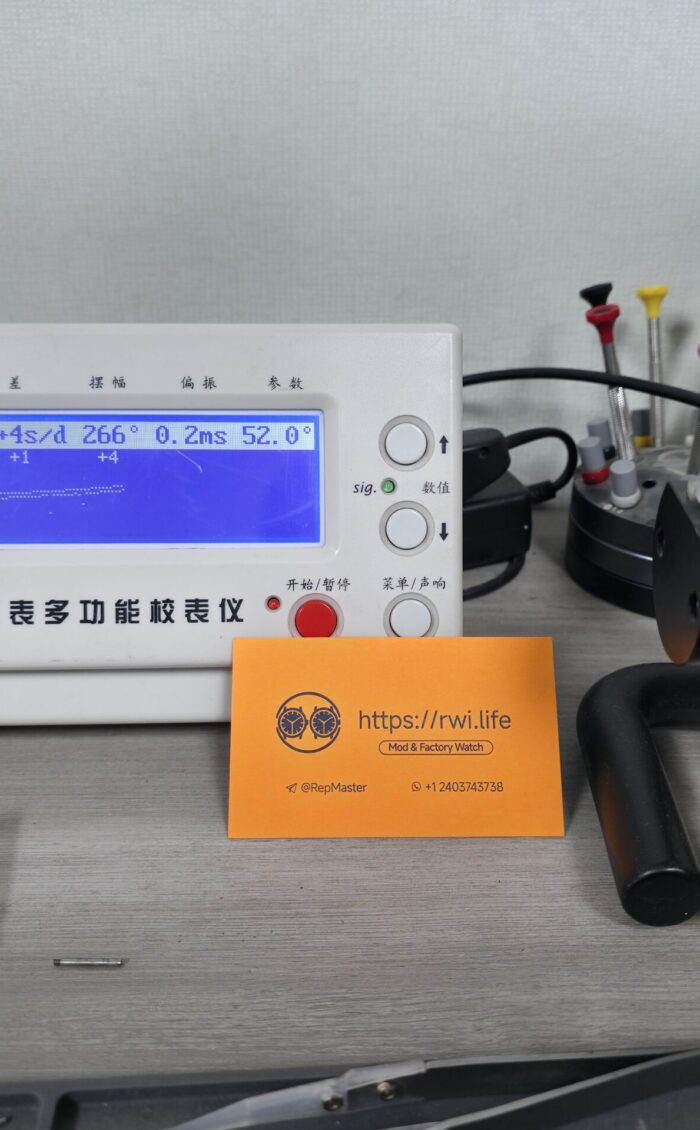 差 摆幅 偏振 参数
+4s/d 266° 0.2ms 52.0°
+1 +4
sig. 数值
开始/暂停 菜单/声响
表多功能校表仪
https://rwi.life
Mod & Factory Watch
@RepMaster +1 2403743738